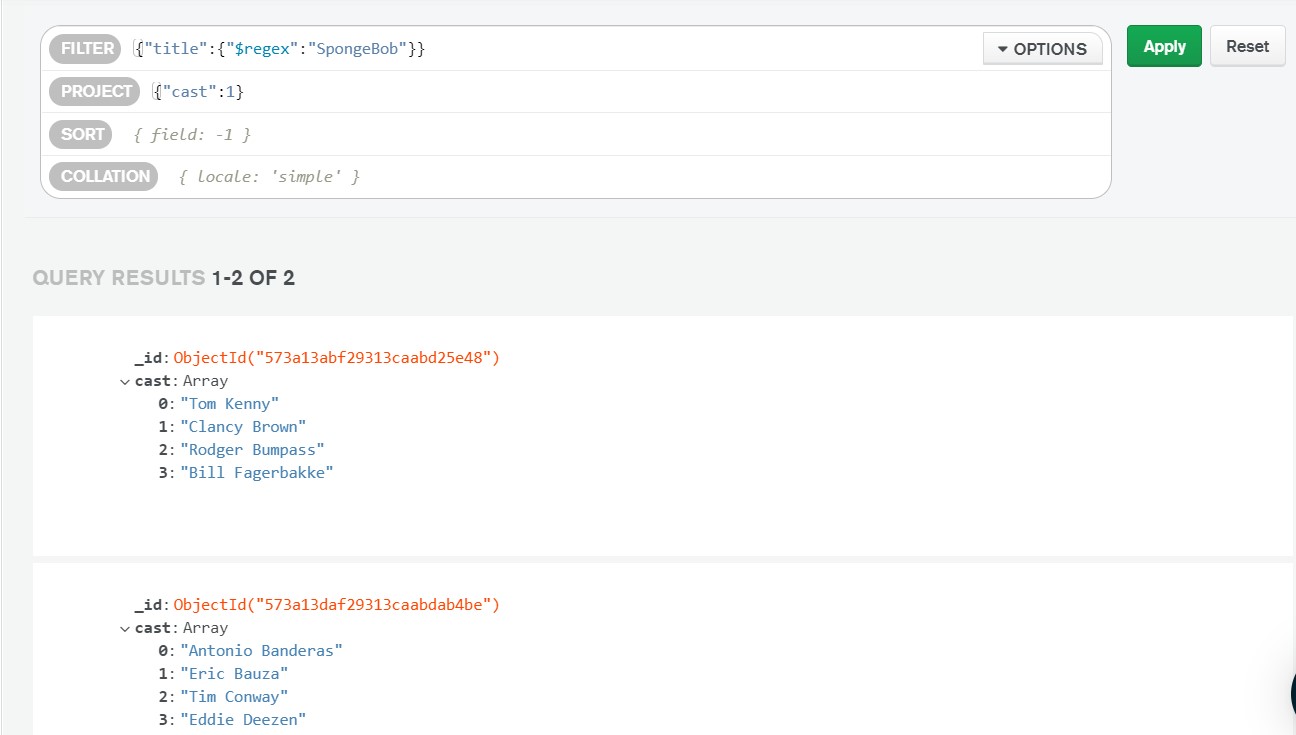 FILTER {"title":{"$regex":"SpongeBob"}} OPTIONS Apply Reset
PROJECT {"cast":1}
SORT { field: -1 }
COLLATION { locale: 'simple' }
QUERY RESULTS 1-2 OF 2
_id: ObjectId("573a13abf29313caabd25e48")
cast: Array
0: "Tom Kenny"
1: "Clancy Brown"
2: "Rodger Bumpass"
3: "Bill Fagerbakke"
_id: ObjectId("573a13daf29313caabdab4be")
cast: Array
0: "Antonio Banderas"
1: "Eric Bauza"
2: "Tim Conway"
3: "Eddie Deezen"